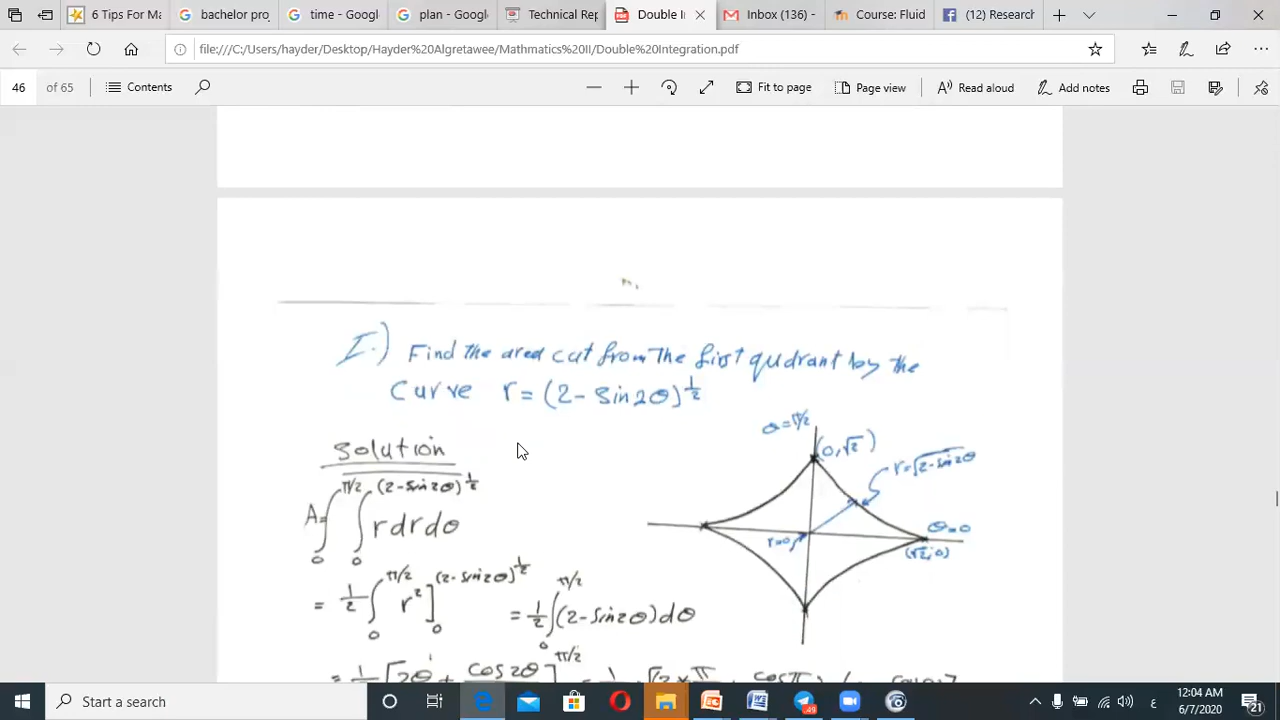 6 Tips For Ma
bachelor pro
time - Googl
plan - Googl
Technical Rep
Double In
Inbox (16) -
Course: Fluid
(12) Research
file:///C:/Users/hayder/Desktop/Hayder%20Algretawee/Mathmatics%20II/Double%20Integration.pdf
46 of 65
Contents
Fit to page
Page view
Read aloud
Add notes
I.) Find the area cut from the first qudrant by the
Curve r = (2 - sin2θ)^½
Solution
θ = π/2
(0, √2)
r = √2-sin2θ
A = ∫₀^π/2 ∫₀^(2-sin2θ)^½ r dr dθ
r=0
θ = 0
(√2, 0)
= ½ ∫₀^π/2 r² ]₀^(2-sin2θ)^½ = ½ ∫₀^π/2 (2-sin2θ) dθ
Start a search
49
ع
12:04 AM
6/7/2020
21